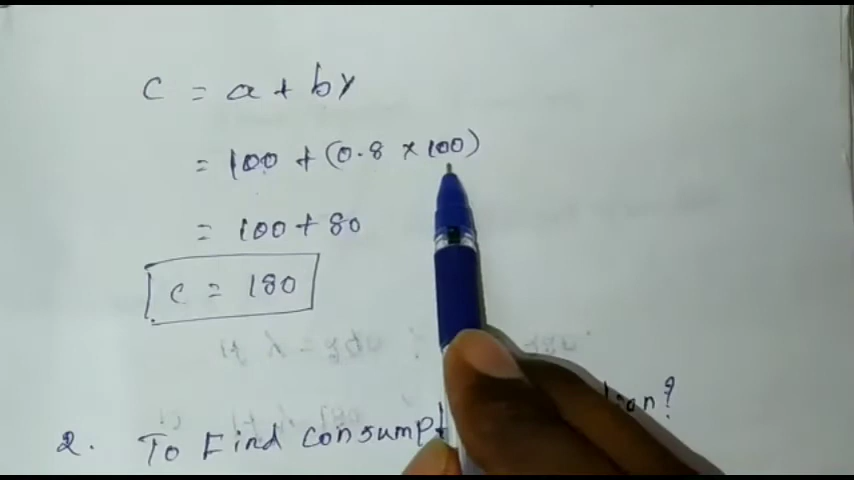 C = a + by
= 100 + (0.8 × 100)
= 100 + 80
C = 180
2. To Find consumpt